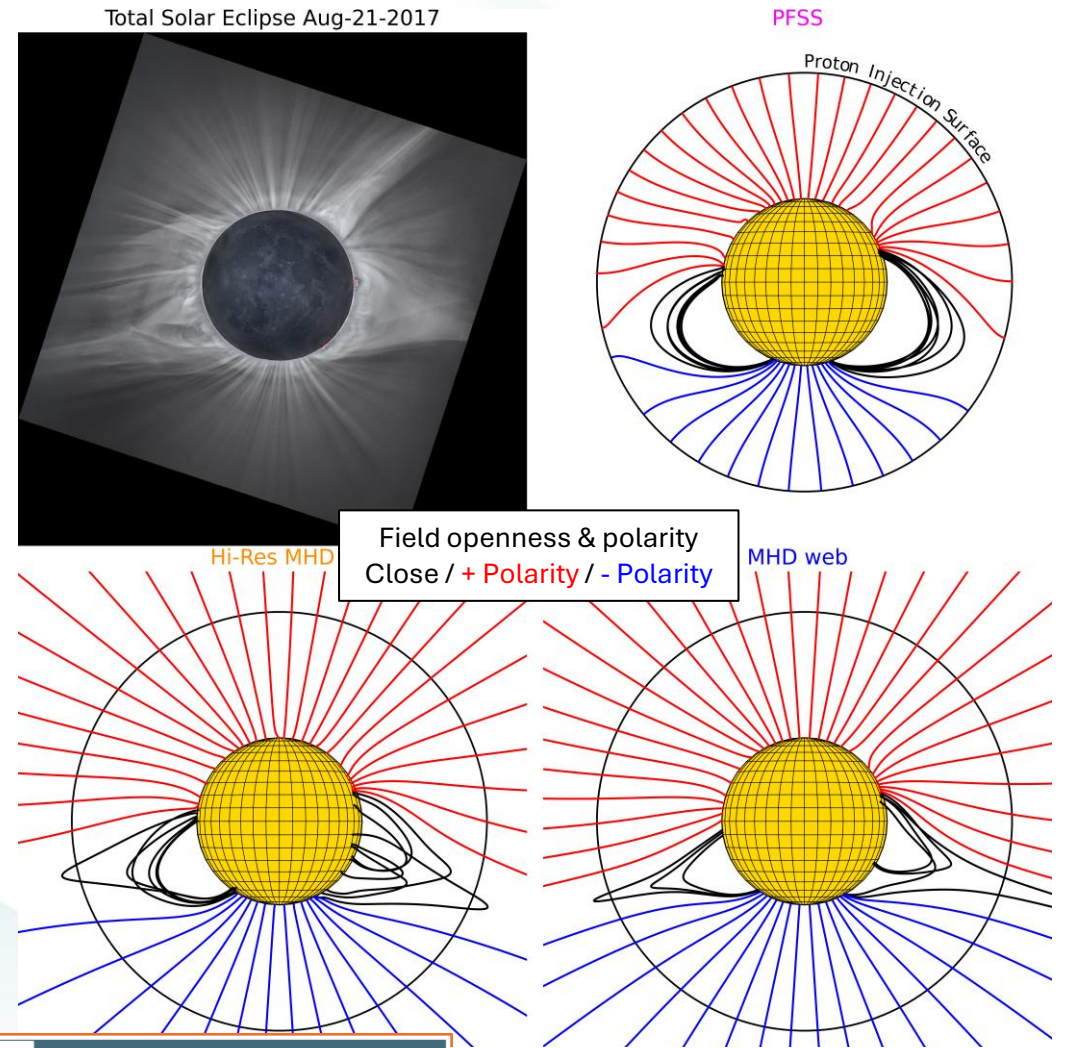 Total Solar Eclipse Aug-21-2017
PFSS
Proton Injection Surface
Field openness & polarity
Close / + Polarity / - Polarity
Hi-Res MHD
MHD web